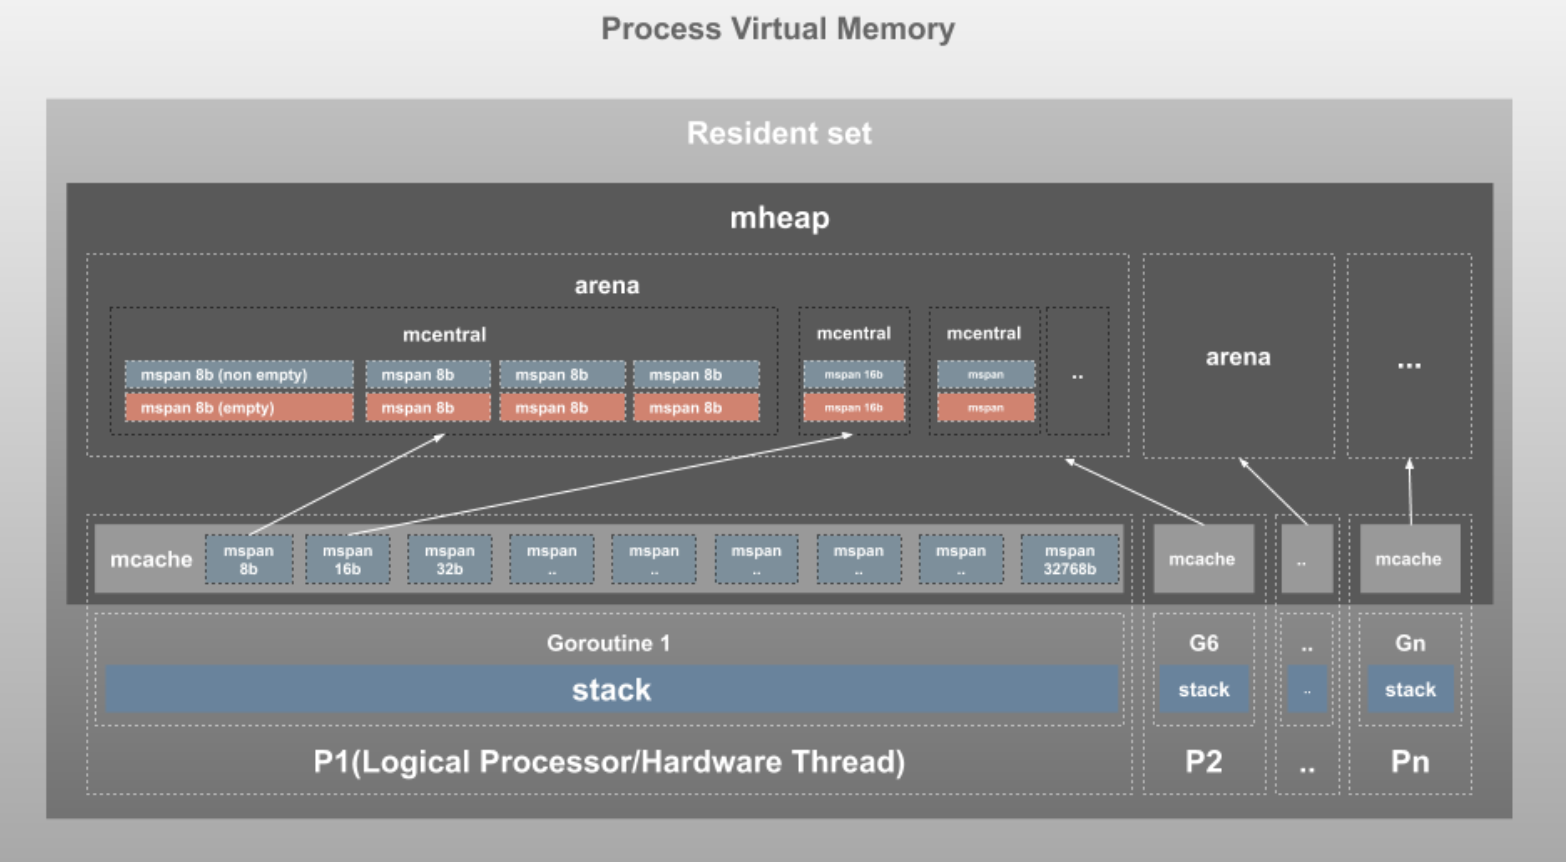 Process Virtual Memory
Resident set
mheap
arena
mcentral
mspan 8b (non empty)
mspan 8b
mspan 8b
mspan 8b
mspan 8b (empty)
mspan 8b
mspan 8b
mspan 8b
mcentral
mspan 16b
mspan 16b
mcentral
mspan
mspan
..
arena
...
mcache
mspan
8b
mspan
16b
mspan
32b
mspan
..
mspan
..
mspan
..
mspan
..
mspan
..
mspan
32768b
mcache
..
mcache
Goroutine 1
stack
G6
stack
..
..
Gn
stack
P1(Logical Processor/Hardware Thread)
P2
..
Pn